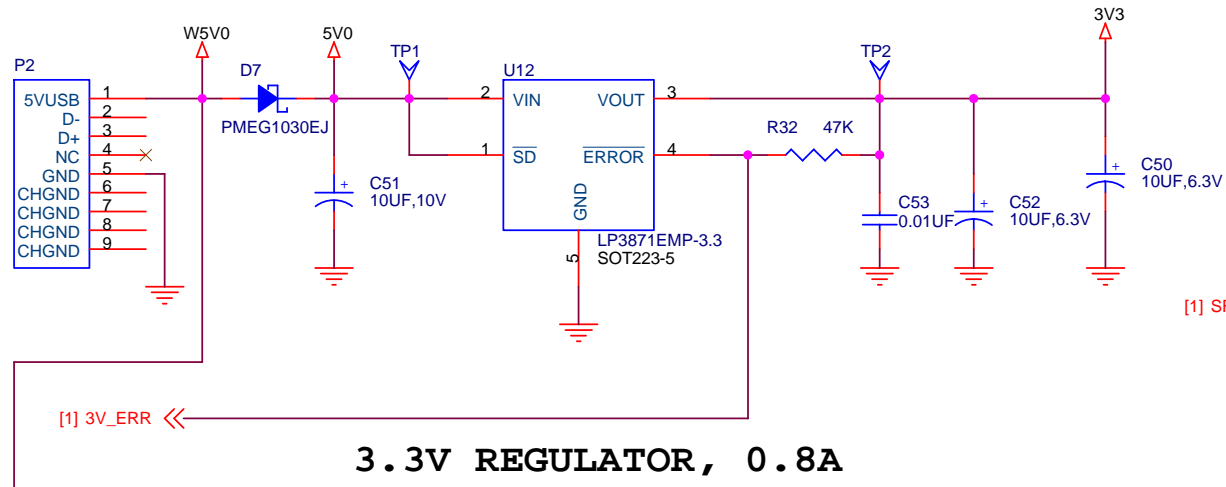 W5V0
5V0
3V3
P2
D7
TP1
U12
TP2
5VUSB 1
D- 2
D+ 3
NC 4
GND 5
CHGND 6
CHGND 7
CHGND 8
CHGND 9
PMEG1030EJ
2 VIN VOUT 3
1 SD ERROR 4
GND
5
R32 47K
C51
10UF,10V
C53
0.01UF
C52
10UF,6.3V
C50
10UF,6.3V
LP3871EMP-3.3
SOT223-5
[1]
[1] 3V_ERR
3.3V REGULATOR, 0.8A